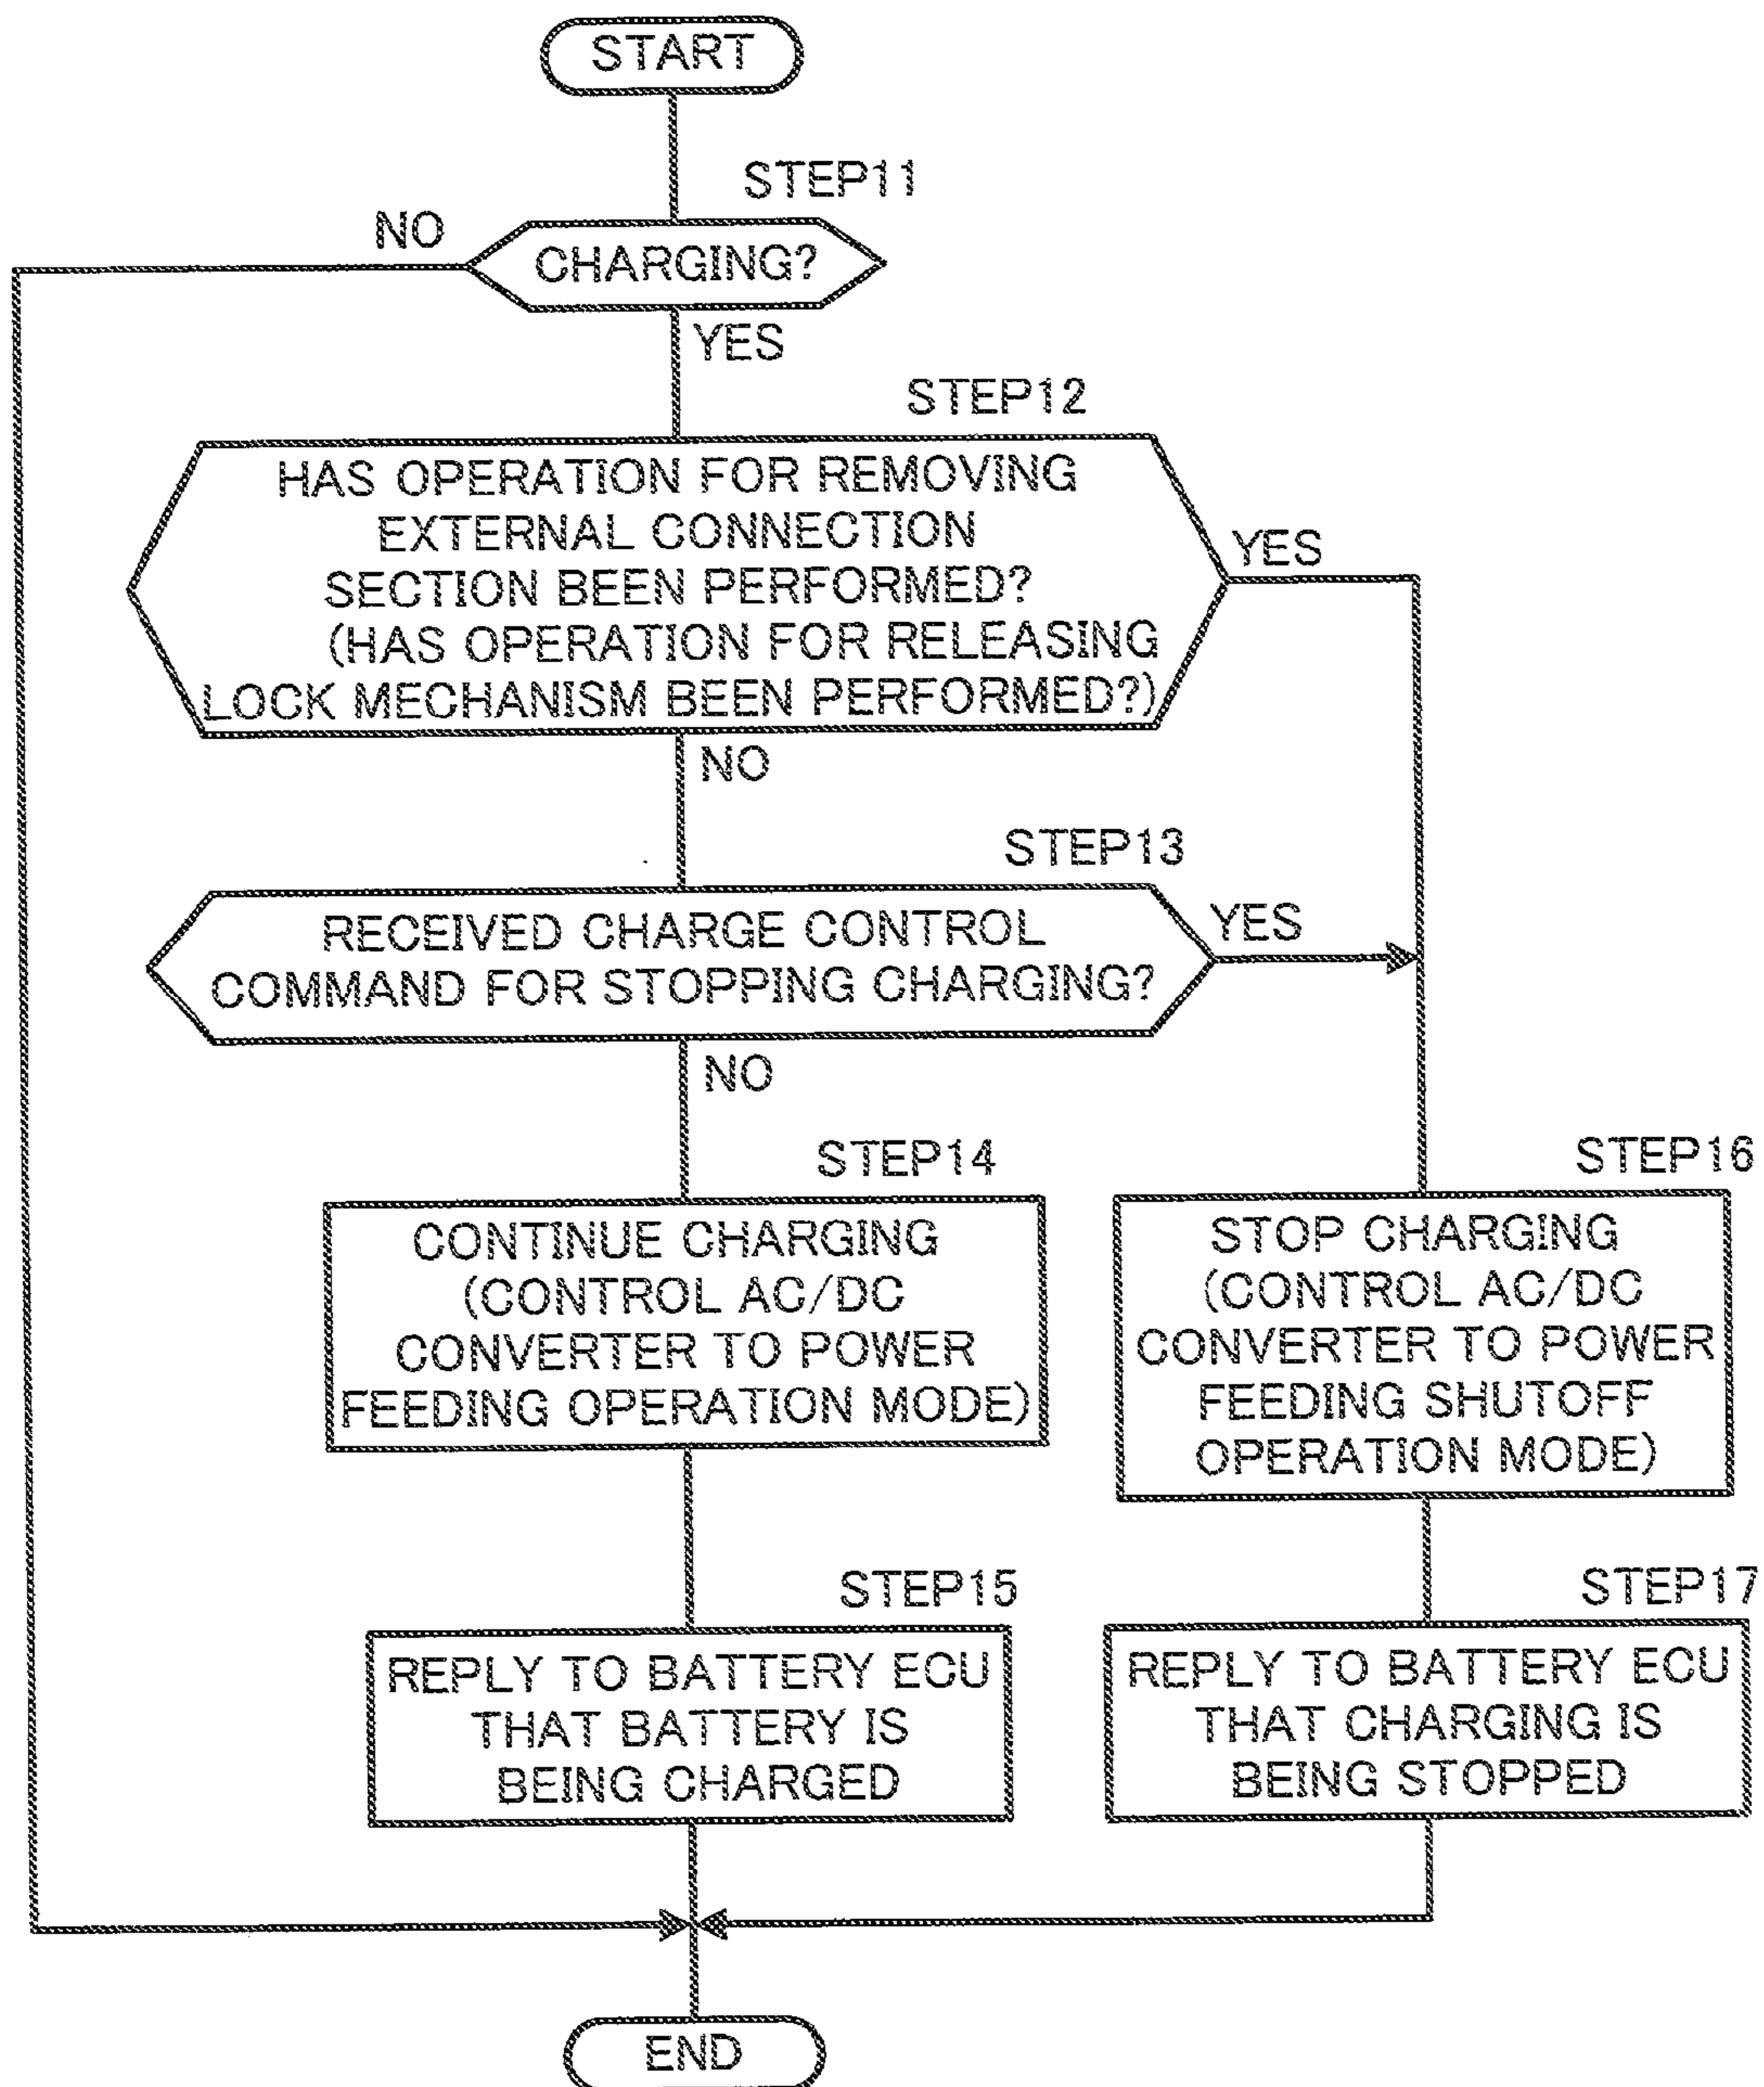 START
STEP11
NO
CHARGING?
YES
STEP12
HAS OPERATION FOR REMOVING
EXTERNAL CONNECTION
SECTION BEEN PERFORMED?
(HAS OPERATION FOR RELEASING
LOCK MECHANISM BEEN PERFORMED?)
YES
NO
STEP13
RECEIVED CHARGE CONTROL
COMMAND FOR STOPPING CHARGING?
YES
NO
STEP14
CONTINUE CHARGING
(CONTROL AC/DC
CONVERTER TO POWER
FEEDING OPERATION MODE)
STEP16
STOP CHARGING
(CONTROL AC/DC
CONVERTER TO POWER
FEEDING SHUTOFF
OPERATION MODE)
STEP15
REPLY TO BATTERY ECU
THAT BATTERY IS
BEING CHARGED
STEP17
REPLY TO BATTERY ECU
THAT CHARGING IS
BEING STOPPED
END